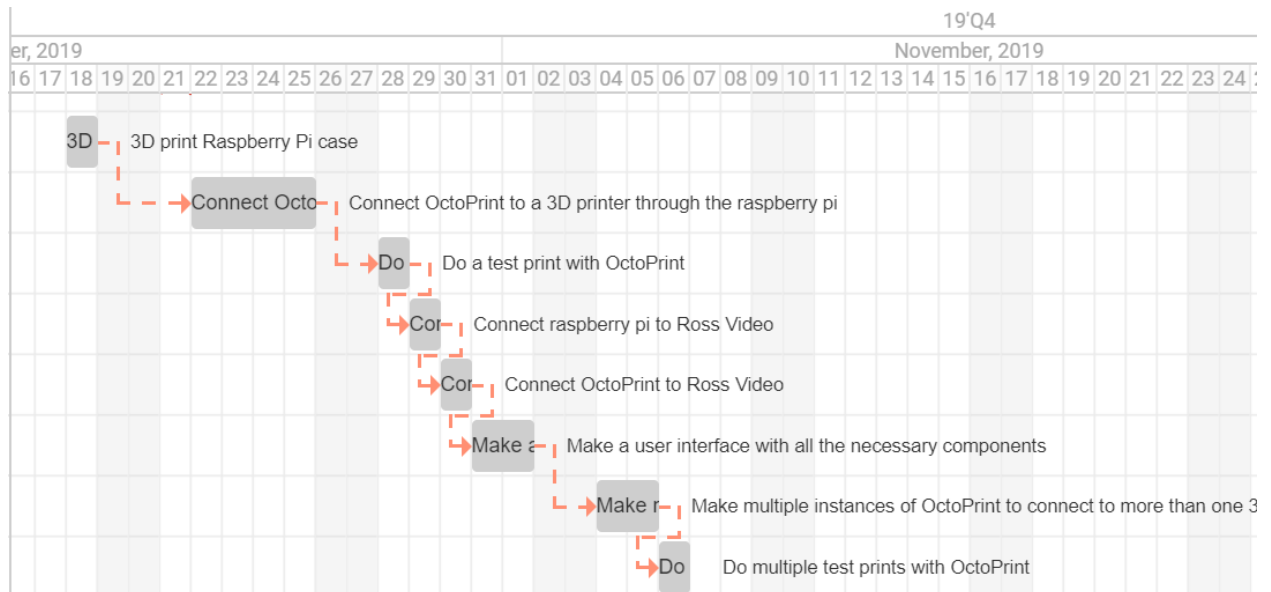 19'Q4
er, 2019
November, 2019
16 17 18 19 20 21 22 23 24 25 26 27 28 29 30 31 01 02 03 04 05 06 07 08 09 10 11 12 13 14 15 16 17 18 19 20 21 22 23 24
3D 3D print Raspberry Pi case
Connect Octo Connect OctoPrint to a 3D printer through the raspberry pi
Do Do a test print with OctoPrint
Cor Connect raspberry pi to Ross Video
Cor Connect OctoPrint to Ross Video
Make a Make a user interface with all the necessary components
Make r Make multiple instances of OctoPrint to connect to more than one 3
Do Do multiple test prints with OctoPrint